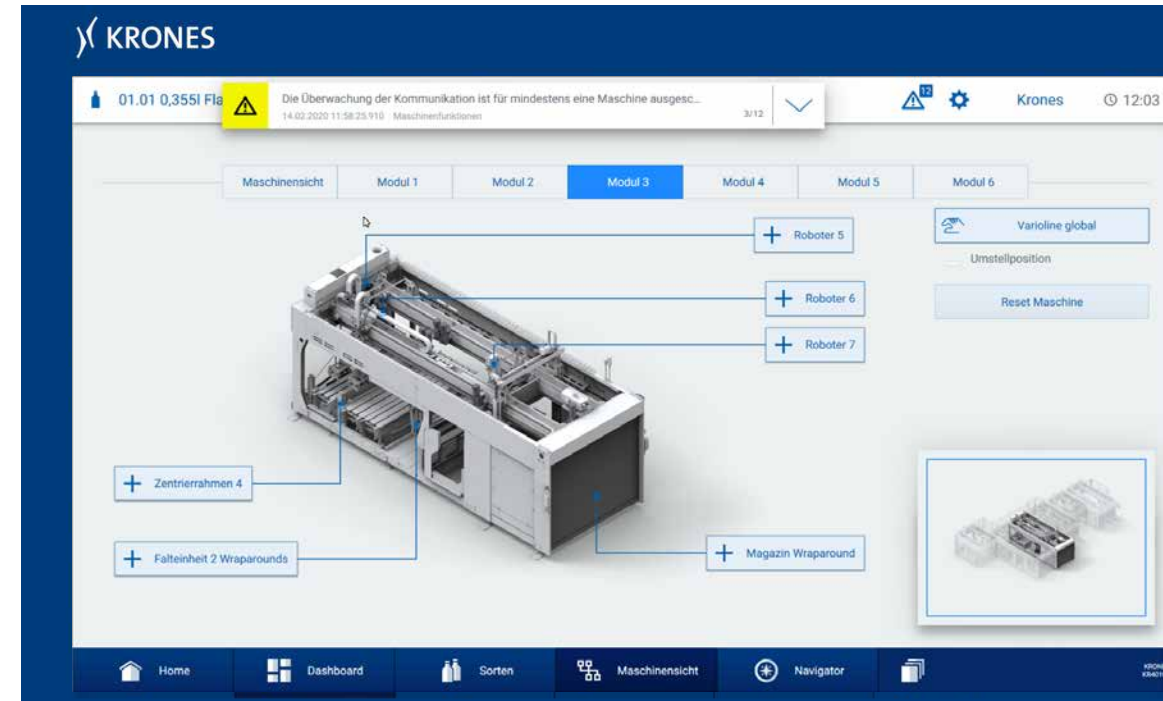 KRONES
01.01 0,355l Fla
Die Überwachung der Kommunikation ist für mindestens eine Maschine ausgesc...
14.02.2020 11:58:25.910 Maschinenfunktionen
3/12
12
Krones
12:03
Maschinensicht
Modul 1
Modul 2
Modul 3
Modul 4
Modul 5
Modul 6
Roboter 5
Varioline global
Umstellposition
Roboter 6
Reset Maschine
Roboter 7
Zentrierrahmen 4
Falteinheit 2 Wraparounds
Magazin Wraparound
Home
Dashboard
Sorten
Maschinensicht
Navigator